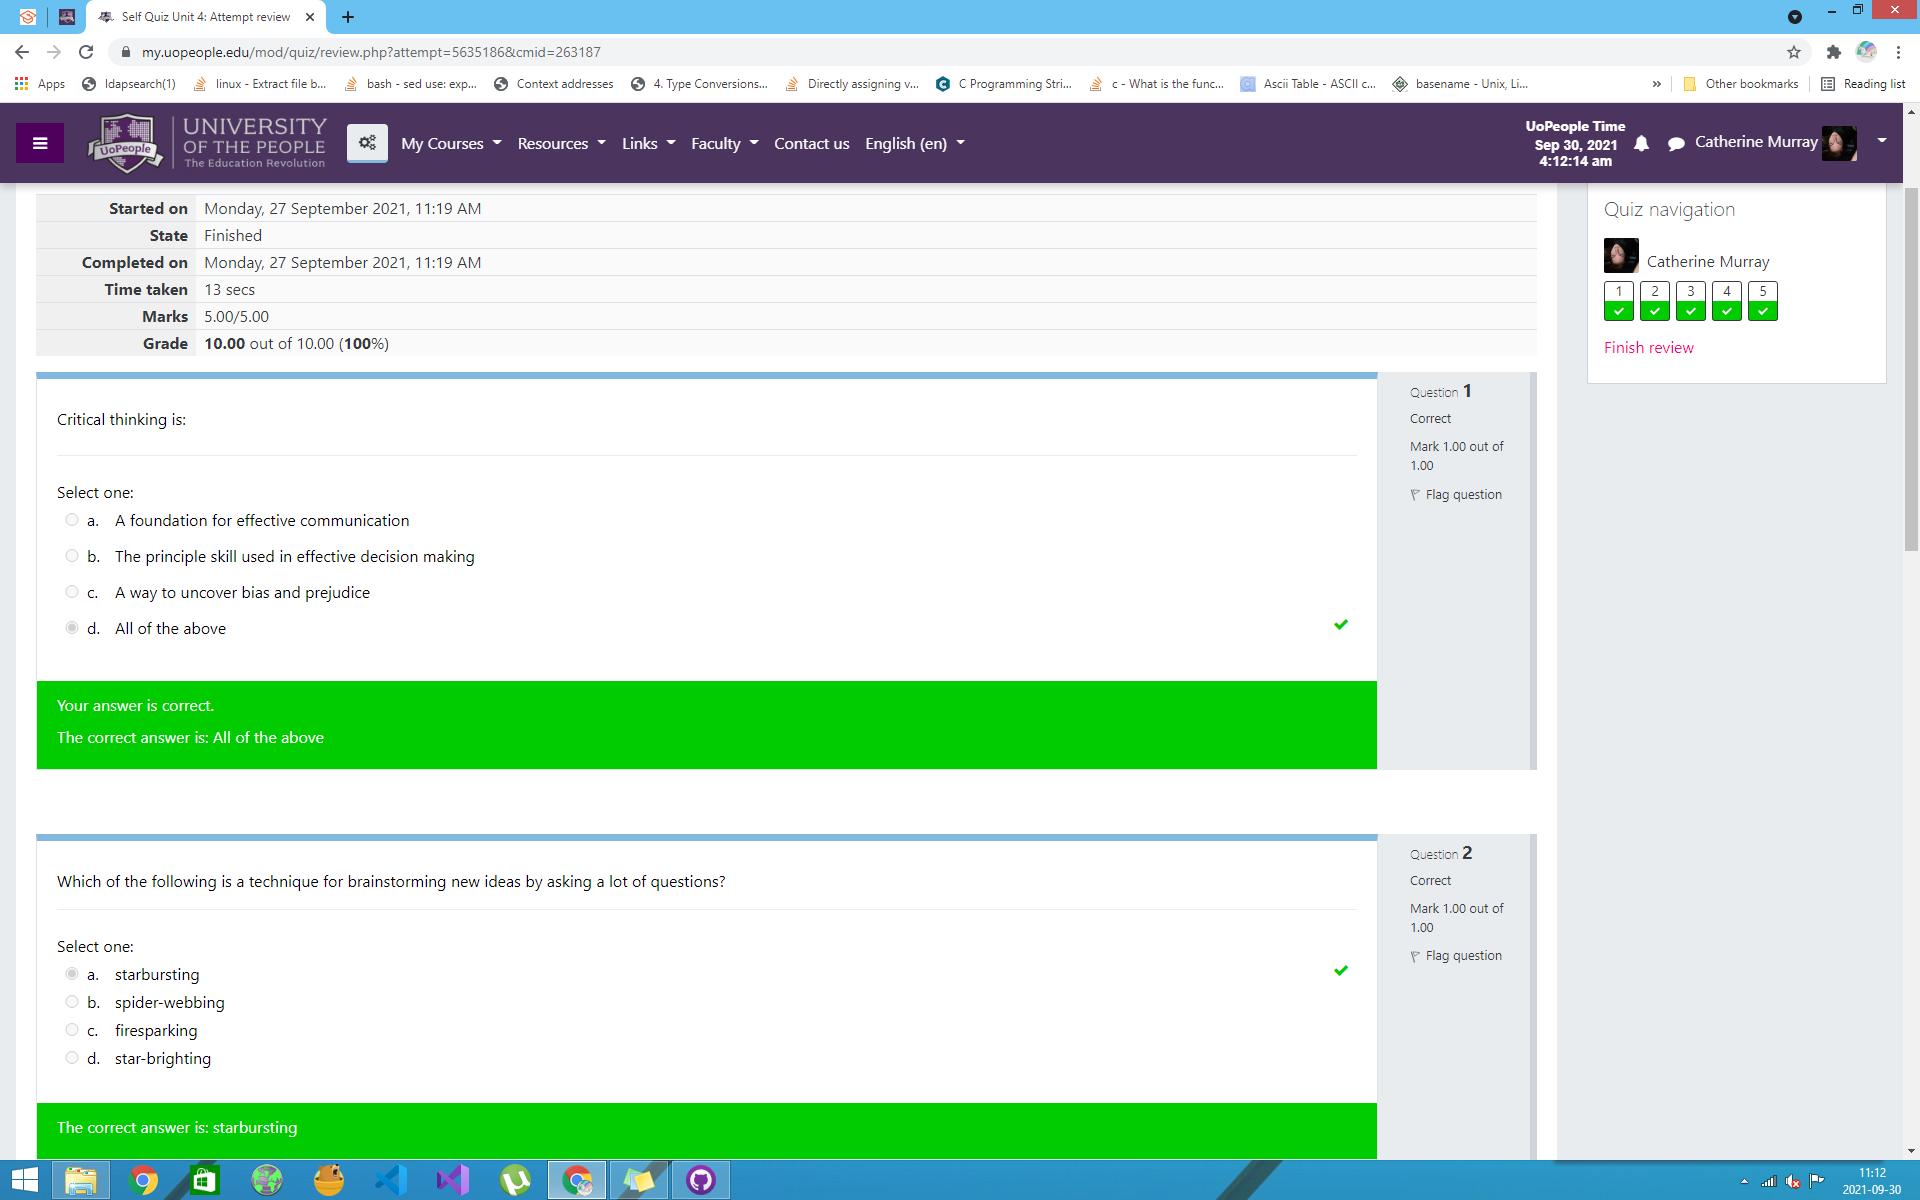 Self Quiz Unit 4: Attempt review
my.uopeople.edu/mod/quiz/review.php?attempt=5635186&cmid=263187
Apps ldapsearch(1) linux - Extract file b... bash - sed use: exp... Context addresses 4. Type Conversions... Directly assigning v... C Programming Stri... c - What is the func... Ascii Table - ASCII c... basename - Unix, Li... » Other bookmarks Reading list
UoPeople
UNIVERSITY
OF THE PEOPLE
The Education Revolution
My Courses Resources Links Faculty Contact us English (en)
UoPeople Time
Sep 30, 2021
4:12:14 am
Catherine Murray
Started on Monday, 27 September 2021, 11:19 AM
State Finished
Completed on Monday, 27 September 2021, 11:19 AM
Time taken 13 secs
Marks 5.00/5.00
Grade 10.00 out of 10.00 (100%)
Quiz navigation
Catherine Murray
1 2 3 4 5
Finish review
Critical thinking is:
Select one:
a. A foundation for effective communication
b. The principle skill used in effective decision making
c. A way to uncover bias and prejudice
d. All of the above
Your answer is correct.
The correct answer is: All of the above
Question 1
Correct
Mark 1.00 out of
1.00
Flag question
Which of the following is a technique for brainstorming new ideas by asking a lot of questions?
Select one:
a. starbursting
b. spider-webbing
c. firesparking
d. star-brighting
The correct answer is: starbursting
Question 2
Correct
Mark 1.00 out of
1.00
Flag question
11:12
2021-09-30